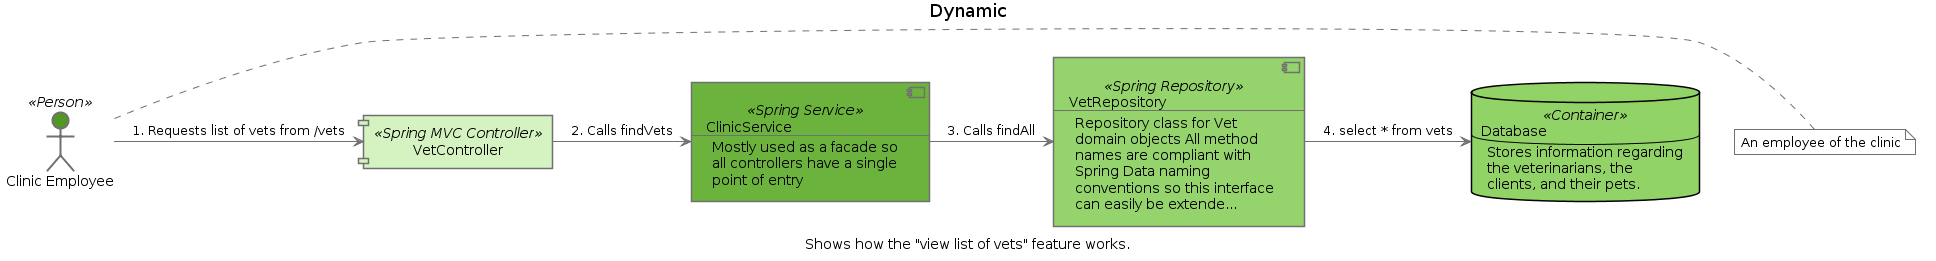 Dynamic
«Person»
Clinic Employee
1. Requests list of vets from /vets
«Spring MVC Controller»
VetController
2. Calls findVets
«Spring Service»
ClinicService
Mostly used as a facade so
all controllers have a single
point of entry
3. Calls findAll
«Spring Repository»
VetRepository
Repository class for Vet
domain objects All method
names are compliant with
Spring Data naming
conventions so this interface
can easily be extende...
4. select * from vets
«Container»
Database
Stores information regarding
the veterinarians, the
clients, and their pets.
An employee of the clinic
Shows how the "view list of vets" feature works.